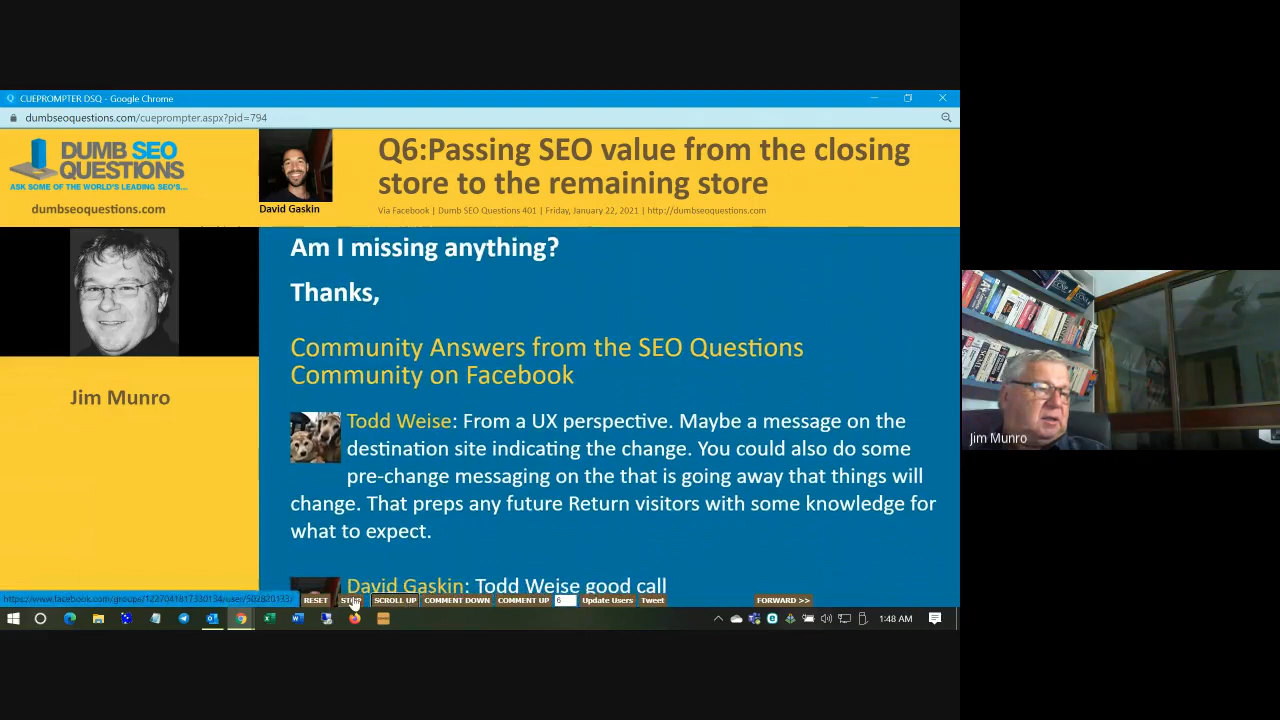 CUEPROMPTER DSQ - Google Chrome
dumbseoquestions.com/cueprompter.aspx?pid=794
DUMB SEO
QUESTIONS
ASK SOME OF THE WORLD'S LEADING SEO'S...
dumbseoquestions.com
David Gaskin
Q6:Passing SEO value from the closing
store to the remaining store
Via Facebook | Dumb SEO Questions 401 | Friday, January 22, 2021 | http://dumbseoquestions.com
Jim Munro
Am I missing anything?
Thanks,
Community Answers from the SEO Questions
Community on Facebook
Todd Weise: From a UX perspective. Maybe a message on the
destination site indicating the change. You could also do some
pre-change messaging on the that is going away that things will
change. That preps any future Return visitors with some knowledge for
what to expect.
David Gaskin: Todd Weise good call
RESET
SCROLL UP
COMMENT DOWN
COMMENT UP
6
Update Users
Tweet
FORWARD >>
1:48 AM
Jim Munro